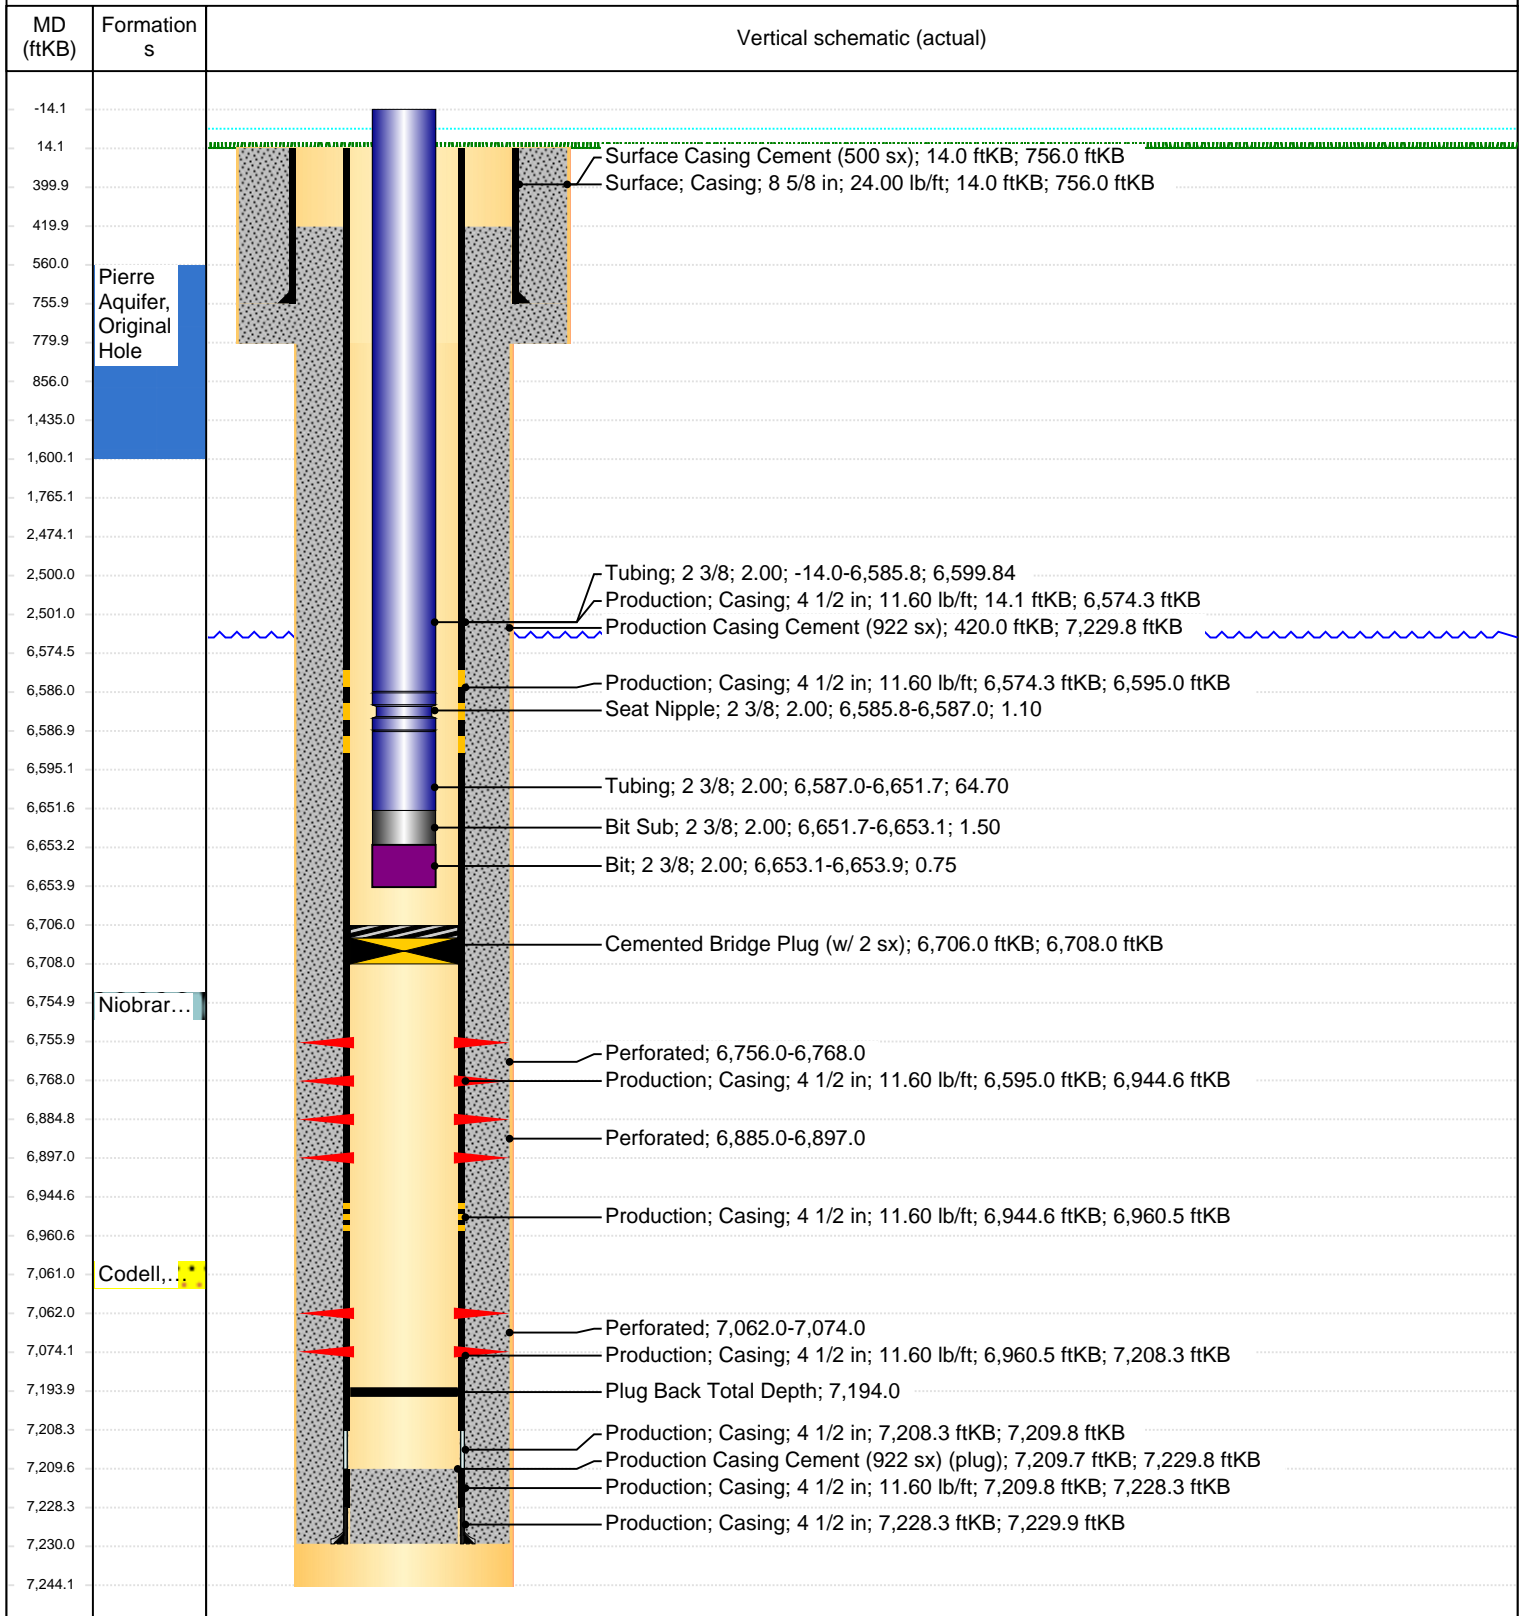 MD
(ftKB)
Formation
s
Vertical schematic (actual)
-14.1
14.1
Surface Casing Cement (500 sx); 14.0 ftKB; 756.0 ftKB
Surface; Casing; 8 5/8 in; 24.00 lb/ft; 14.0 ftKB; 756.0 ftKB
399.9
419.9
560.0
Pierre
Aquifer,
Original
Hole
755.9
779.9
856.0
1,435.0
1,600.1
1,765.1
2,474.1
2,500.0
Tubing; 2 3/8; 2.00; -14.0-6,585.8; 6,599.84
Production; Casing; 4 1/2 in; 11.60 lb/ft; 14.1 ftKB; 6,574.3 ftKB
2,501.0
Production Casing Cement (922 sx); 420.0 ftKB; 7,229.8 ftKB
6,574.5
Production; Casing; 4 1/2 in; 11.60 lb/ft; 6,574.3 ftKB; 6,595.0 ftKB
6,586.0
Seat Nipple; 2 3/8; 2.00; 6,585.8-6,587.0; 1.10
6,586.9
6,595.1
Tubing; 2 3/8; 2.00; 6,587.0-6,651.7; 64.70
6,651.6
Bit Sub; 2 3/8; 2.00; 6,651.7-6,653.1; 1.50
6,653.2
Bit; 2 3/8; 2.00; 6,653.1-6,653.9; 0.75
6,653.9
6,706.0
Cemented Bridge Plug (w/ 2 sx); 6,706.0 ftKB; 6,708.0 ftKB
6,708.0
6,754.9
Niobrar…
6,755.9
Perforated; 6,756.0-6,768.0
6,768.0
Production; Casing; 4 1/2 in; 11.60 lb/ft; 6,595.0 ftKB; 6,944.6 ftKB
6,884.8
Perforated; 6,885.0-6,897.0
6,897.0
6,944.6
Production; Casing; 4 1/2 in; 11.60 lb/ft; 6,944.6 ftKB; 6,960.5 ftKB
6,960.6
7,061.0
Codell,…
7,062.0
Perforated; 7,062.0-7,074.0
7,074.1
Production; Casing; 4 1/2 in; 11.60 lb/ft; 6,960.5 ftKB; 7,208.3 ftKB
7,193.9
Plug Back Total Depth; 7,194.0
7,208.3
Production; Casing; 4 1/2 in; 7,208.3 ftKB; 7,209.8 ftKB
Production Casing Cement (922 sx) (plug); 7,209.7 ftKB; 7,229.8 ftKB
7,209.6
Production; Casing; 4 1/2 in; 11.60 lb/ft; 7,209.8 ftKB; 7,228.3 ftKB
7,228.3
Production; Casing; 4 1/2 in; 7,228.3 ftKB; 7,229.9 ftKB
7,230.0
7,244.1